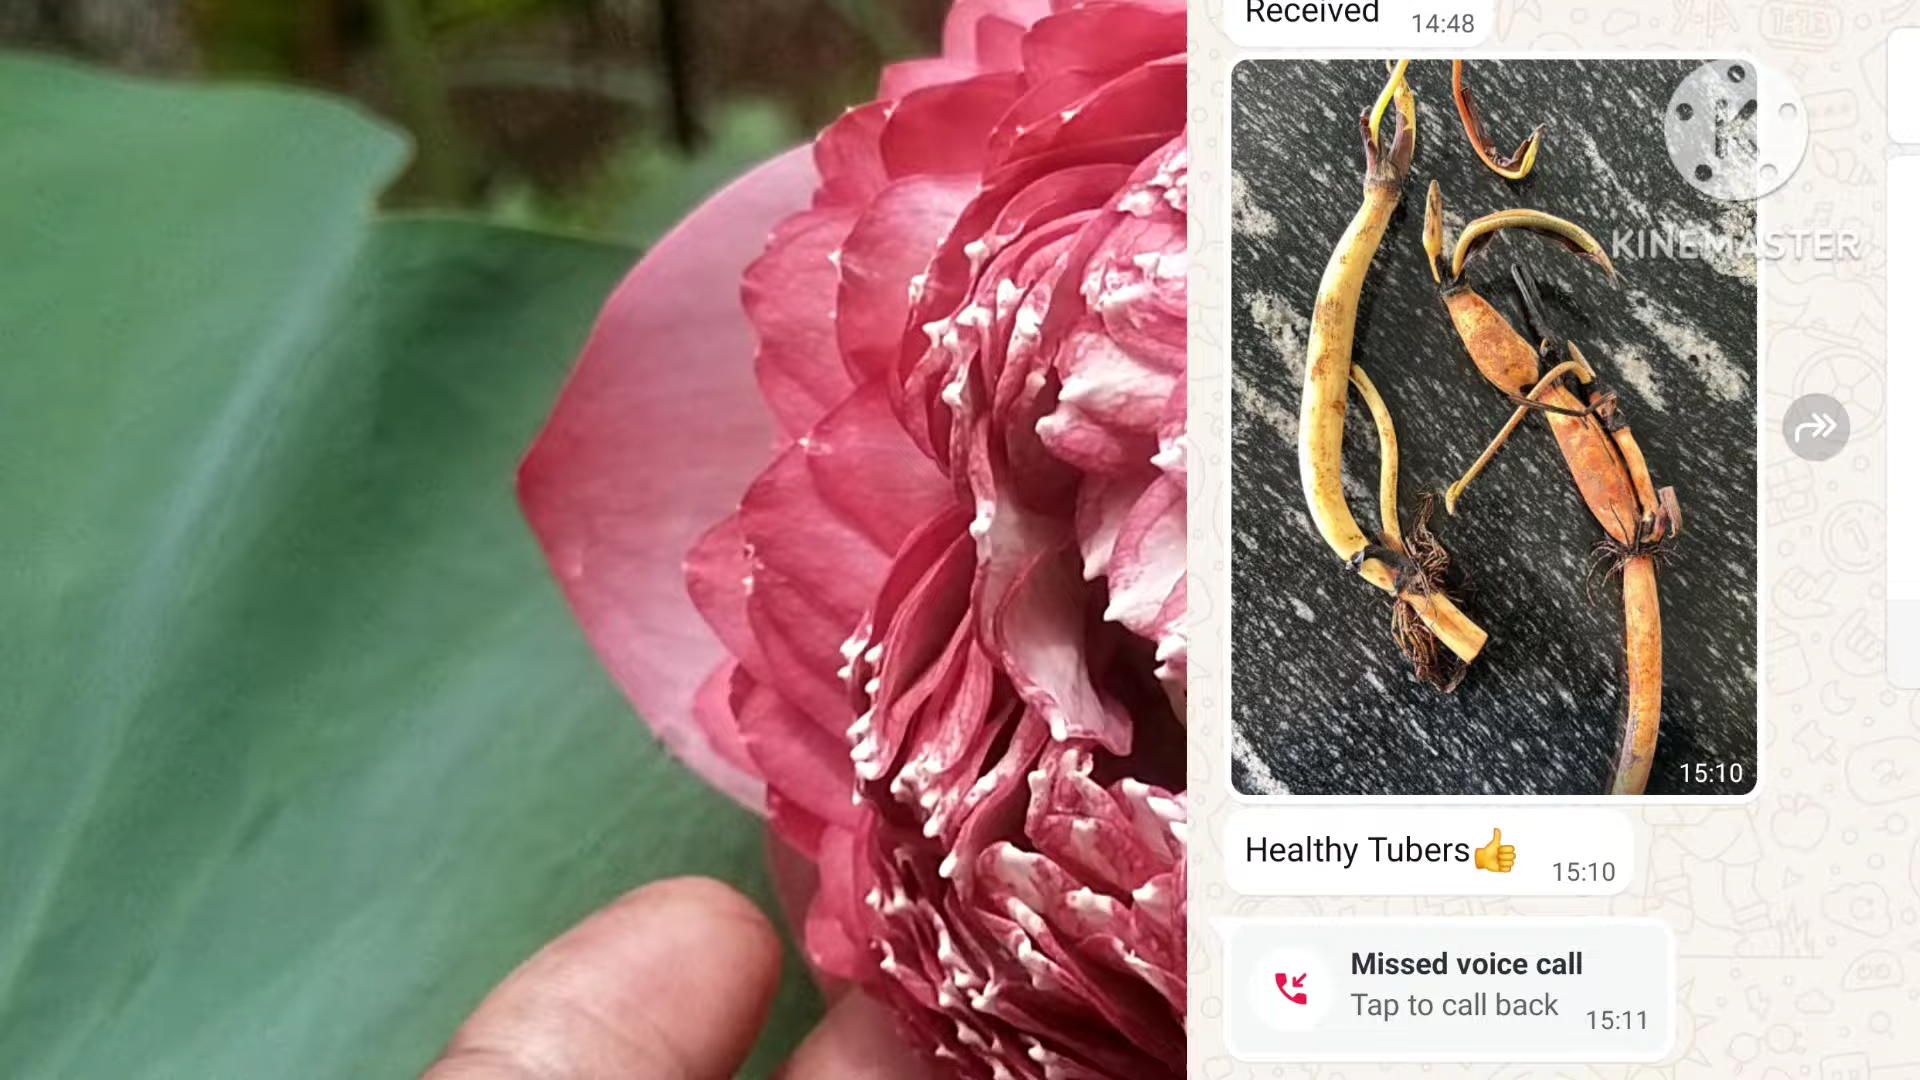 Received 14:48
K
KINEMASTER
15:10
Healthy Tubers👍 15:10
Missed voice call
Tap to call back 15:11